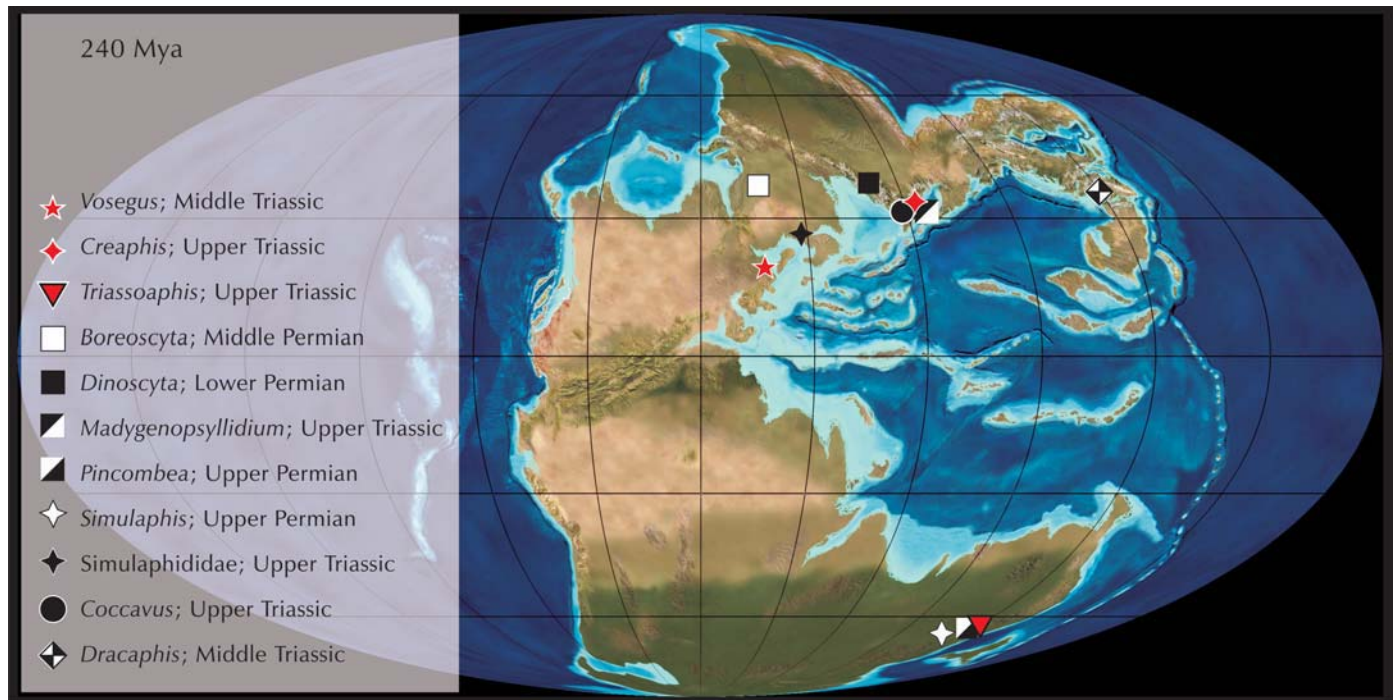 240 Mya
Vosegus; Middle Triassic
Creaphis; Upper Triassic
Triassoaphis; Upper Triassic
Boreoscyta; Middle Permian
Dinoscyta; Lower Permian
Madygenopsyllidium; Upper Triassic
Pincombea; Upper Permian
Simulaphis; Upper Permian
Simulaphididae; Upper Triassic
Coccavus; Upper Triassic
Dracaphis; Middle Triassic